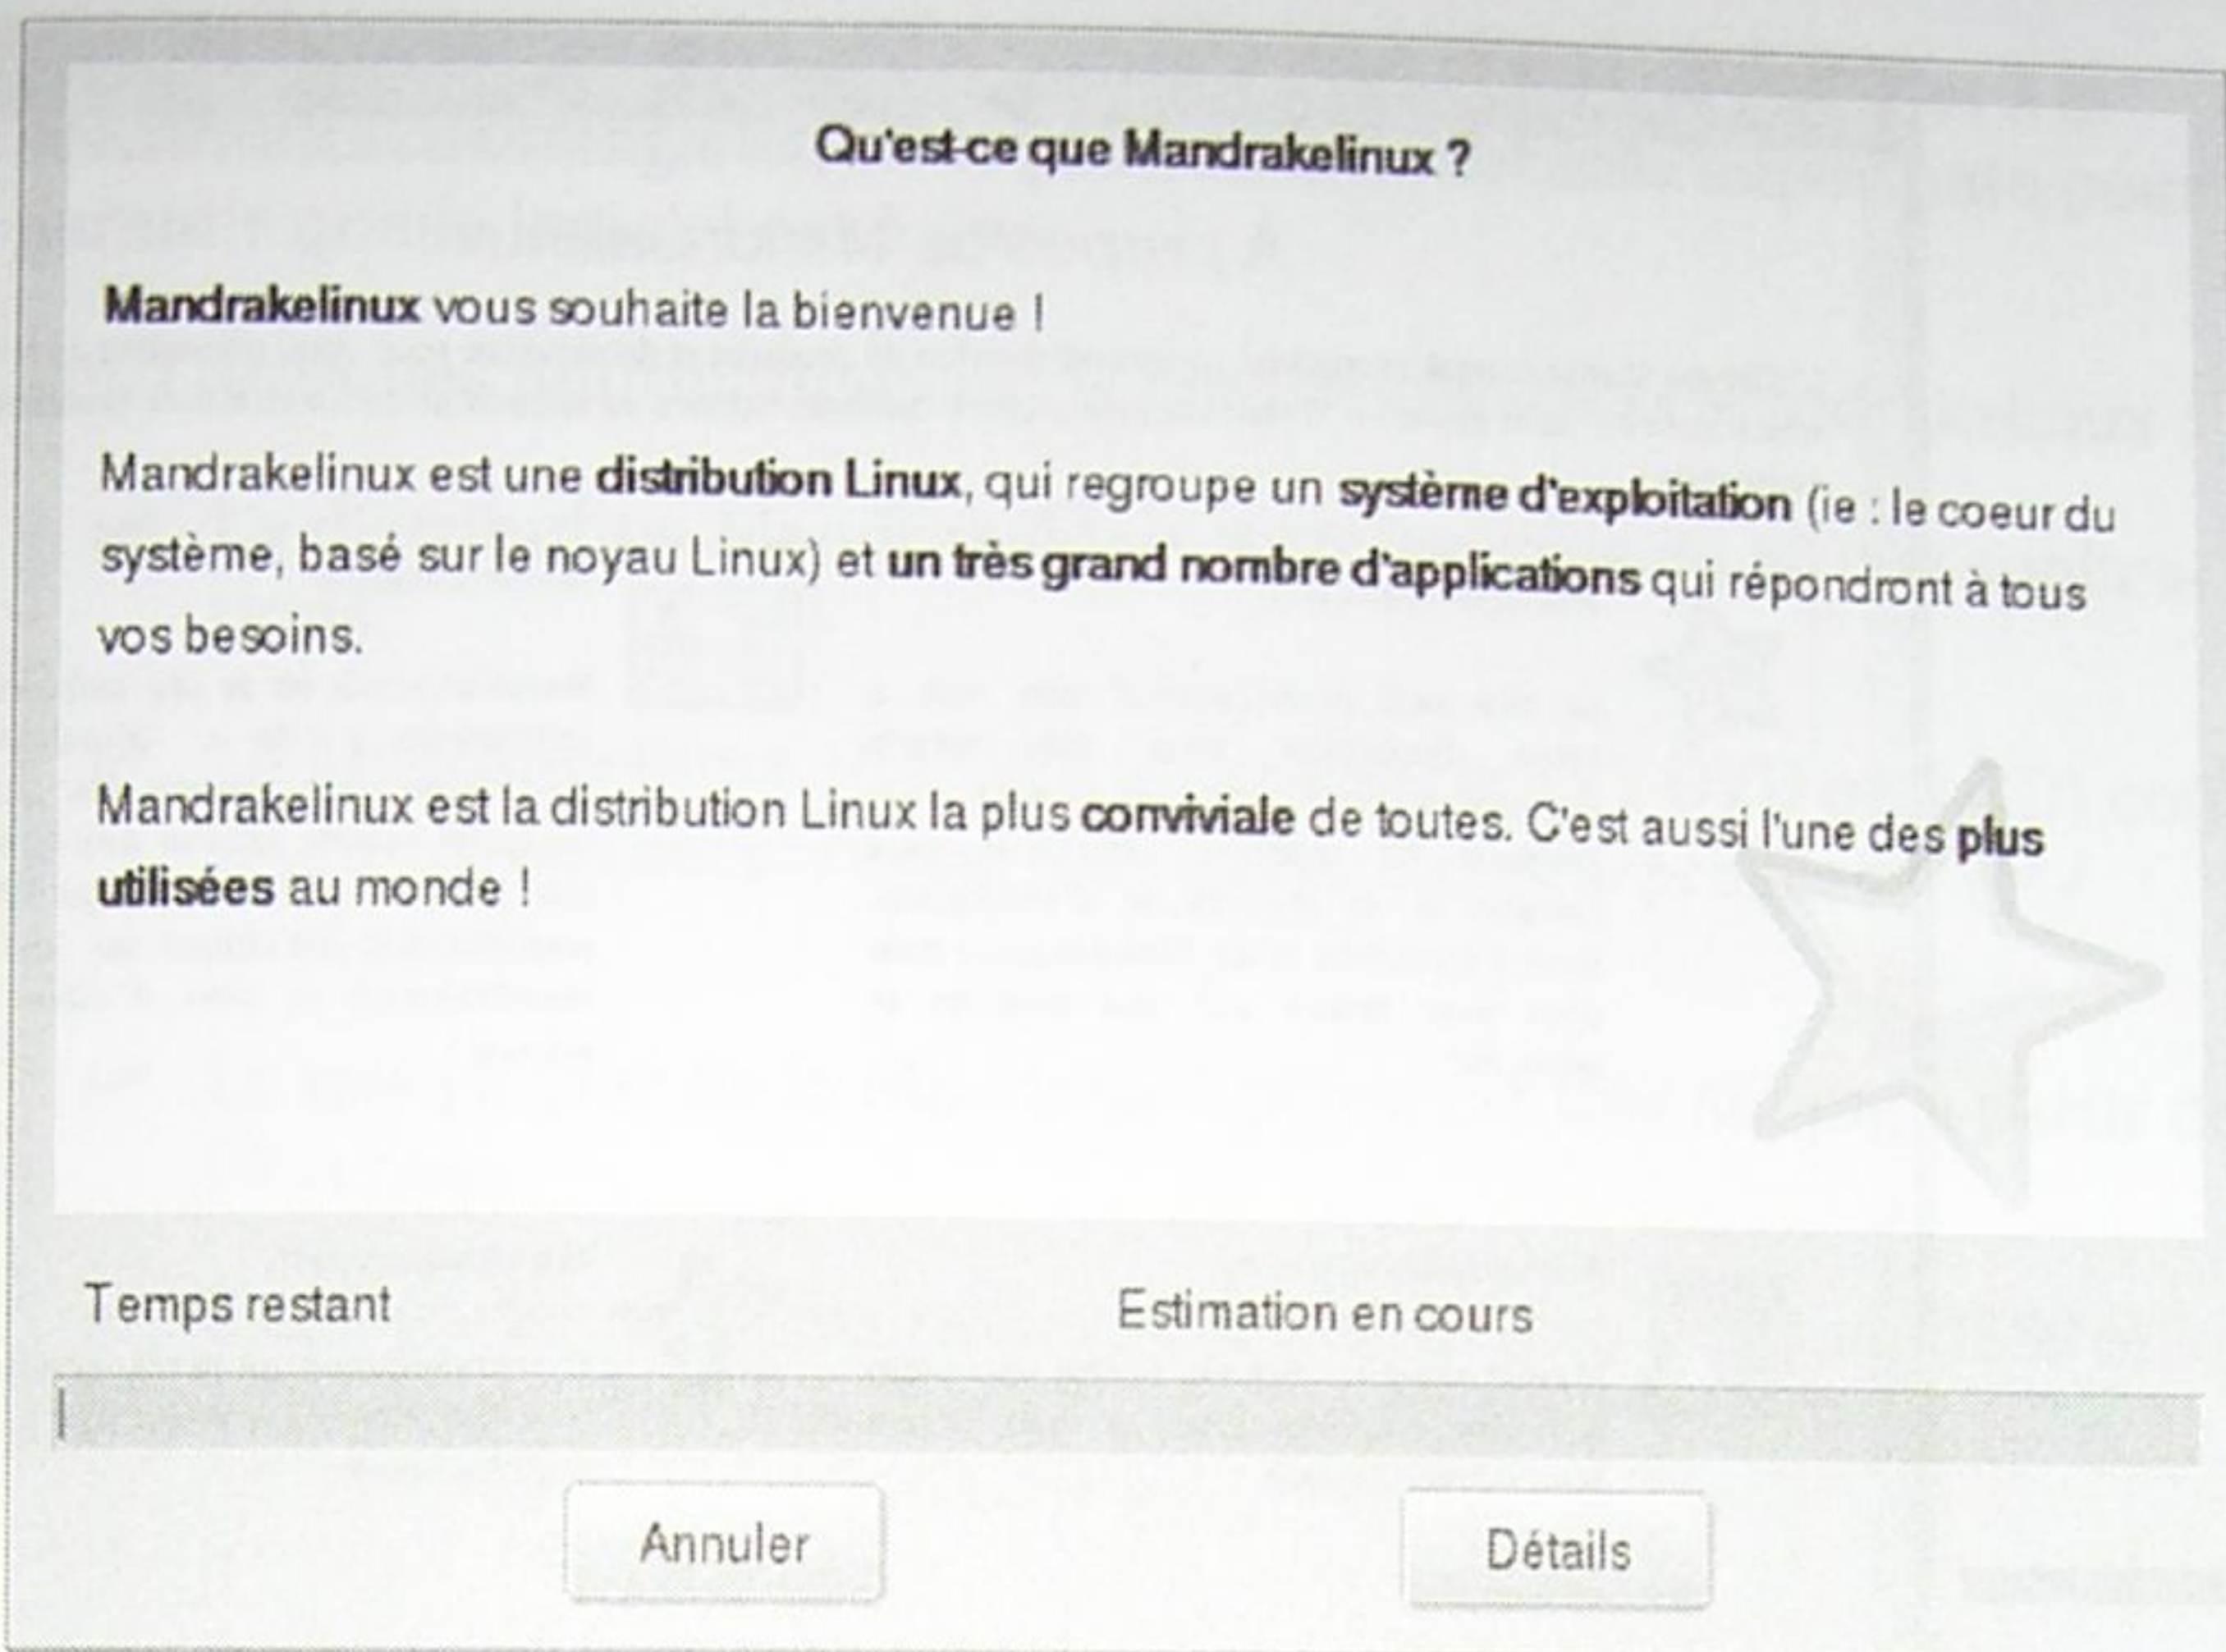 Qu'est-ce que Mandrakelinux ?
Mandrakelinux vous souhaite la bienvenue !
Mandrakelinux est une distribution Linux, qui regroupe un système d'exploitation (ie : le coeur du
système, basé sur le noyau Linux) et un très grand nombre d'applications qui répondront à tous
vos besoins.
Mandrakelinux est la distribution Linux la plus conviviale de toutes. C'est aussi l'une des plus
utilisées au monde !
Temps restant Estimation en cours
Annuler Détails